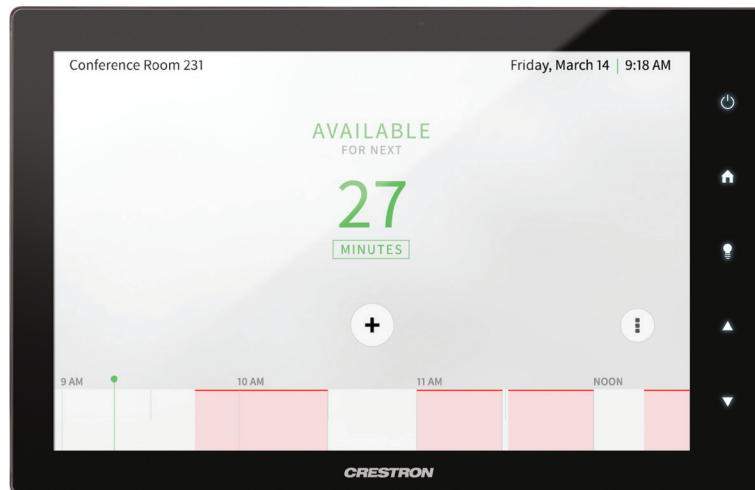 Conference Room 231
Friday, March 14 | 9:18 AM
AVAILABLE
FOR NEXT
27
MINUTES
9 AM
10 AM
11 AM
NOON
CRESTRON